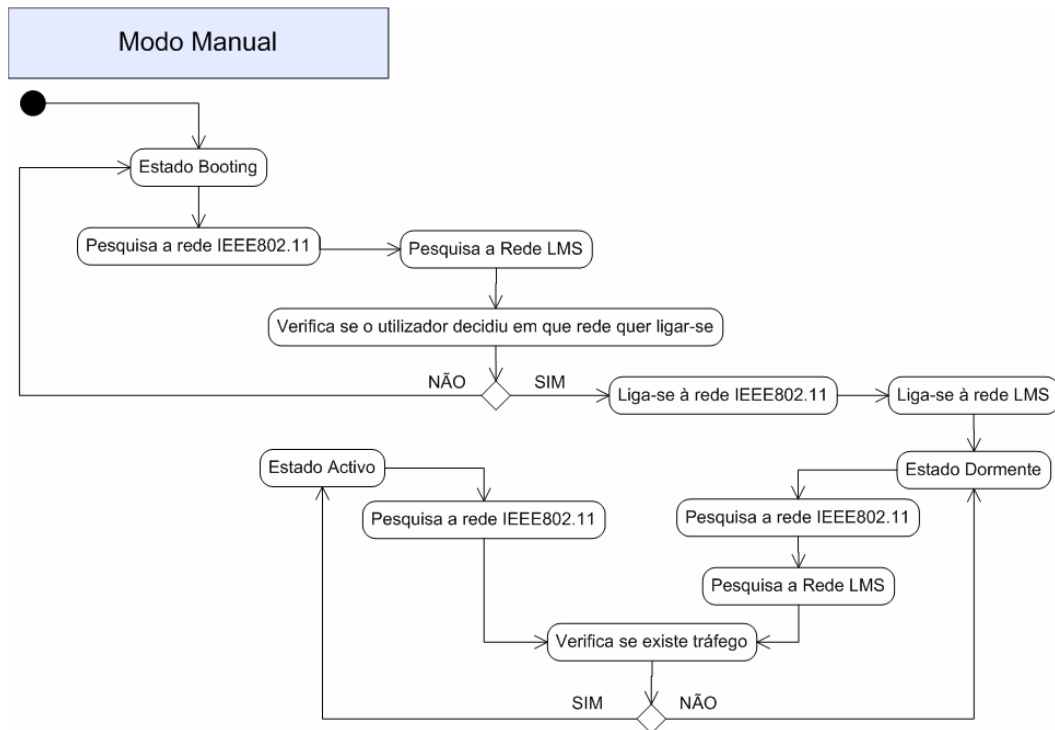 Modo Manual
Estado Booting
Pesquisa a rede IEEE802.11
Pesquisa a Rede LMS
Verifica se o utilizador decidiu em que rede quer ligar-se
NÃO
SIM
Liga-se à rede IEEE802.11
Liga-se à rede LMS
Estado Activo
Estado Dormente
Pesquisa a rede IEEE802.11
Pesquisa a rede IEEE802.11
Pesquisa a Rede LMS
Verifica se existe tráfego
SIM
NÃO